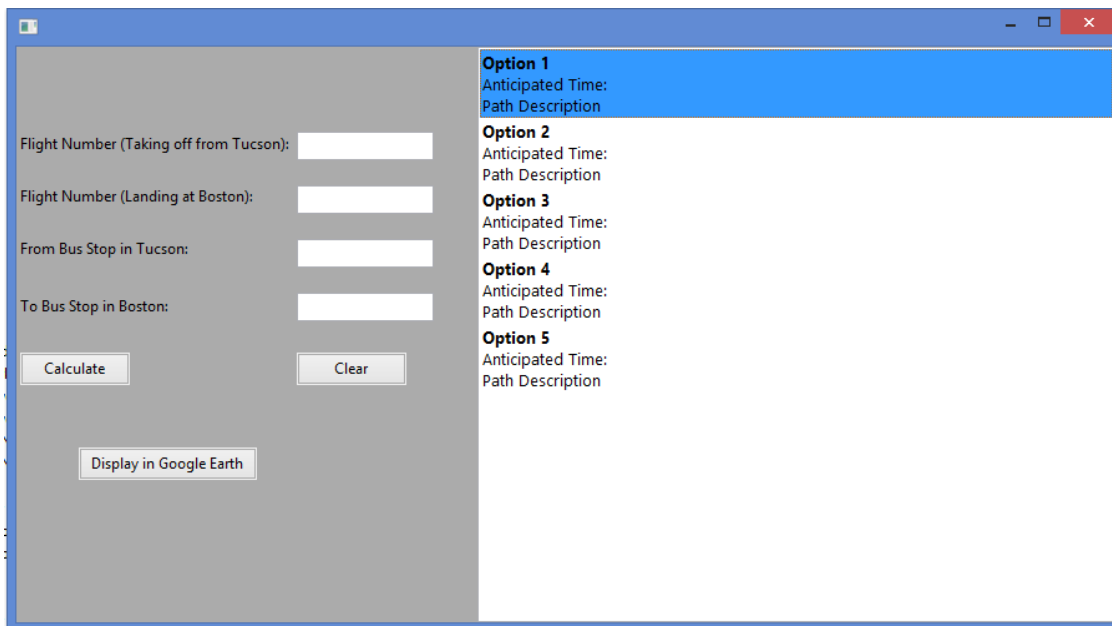 Flight Number (Taking off from Tucson):
Flight Number (Landing at Boston):
From Bus Stop in Tucson:
To Bus Stop in Boston:
Calculate
Clear
Display in Google Earth
Option 1
Anticipated Time:
Path Description
Option 2
Anticipated Time:
Path Description
Option 3
Anticipated Time:
Path Description
Option 4
Anticipated Time:
Path Description
Option 5
Anticipated Time:
Path Description